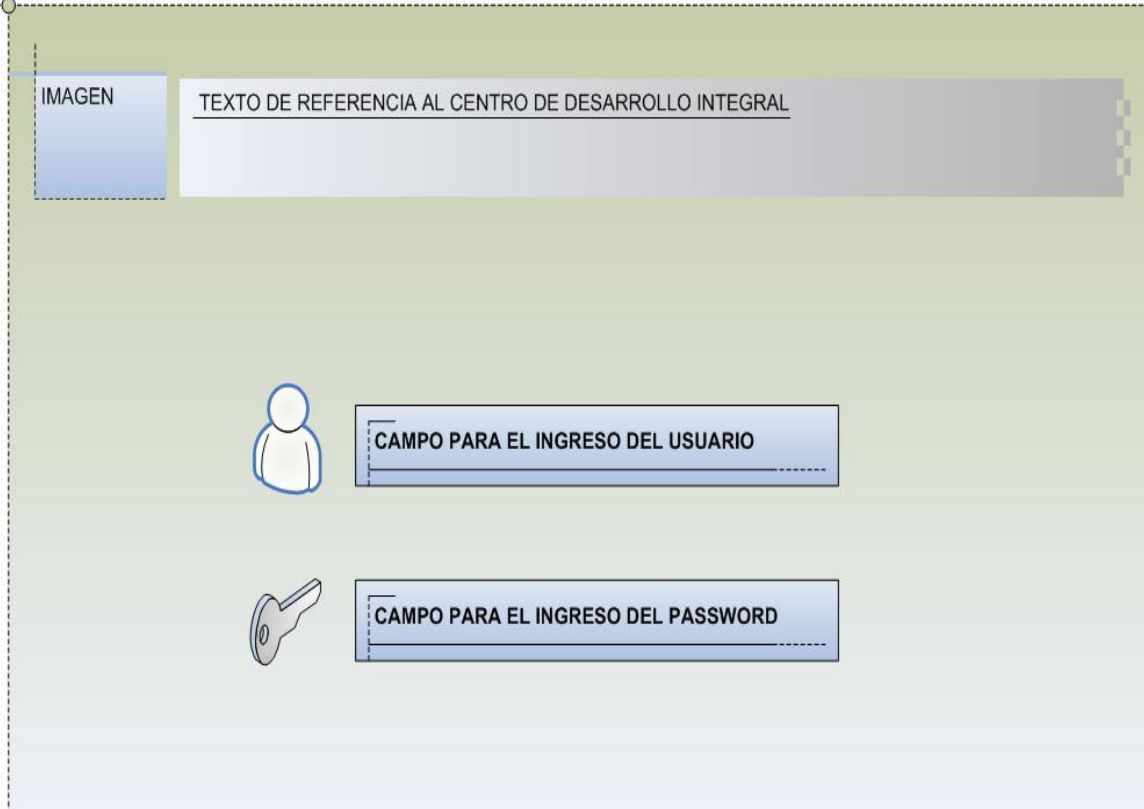 IMAGEN
TEXTO DE REFERENCIA AL CENTRO DE DESARROLLO INTEGRAL
CAMPO PARA EL INGRESO DEL USUARIO
CAMPO PARA EL INGRESO DEL PASSWORD